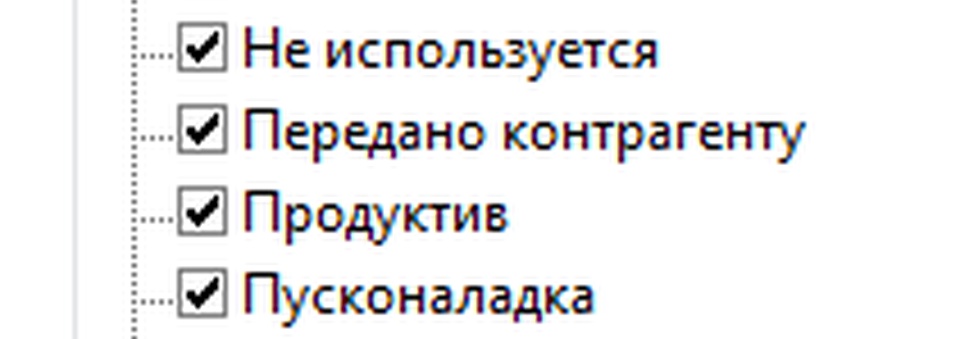 Не используется
Передано контрагенту
Продуктив
Пусконаладка